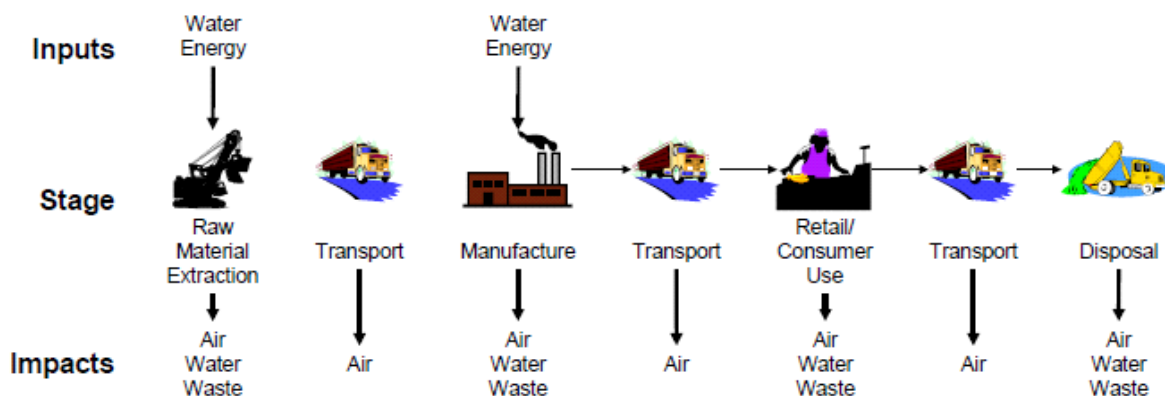 Inputs
Water
Energy
Water
Energy
Stage
Raw
Material
Extraction
Transport
Manufacture
Transport
Retail/
Consumer
Use
Transport
Disposal
Impacts
Air
Water
Waste
Air
Air
Water
Waste
Air
Air
Water
Waste
Air
Air
Water
Waste